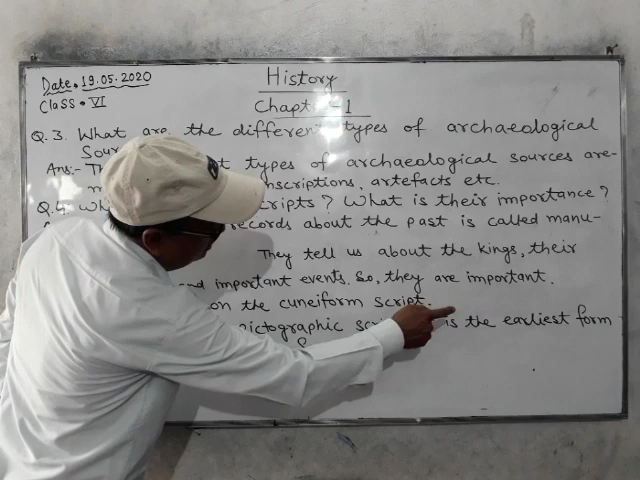 Date. 19.05.2020
History
Class. VI
Chapt - 1
Q.3. What are the different types of archaeological
Sour
Ans:- Th t types of archaeological sources are-
m nscriptions, artefacts etc.
Q.4. Wh cripts? What is their importance?
records about the past is called manu-
They tell us about the kings, their
and important events. So, they are important.
on the cuneiform script.
pictographic sc is the earliest form